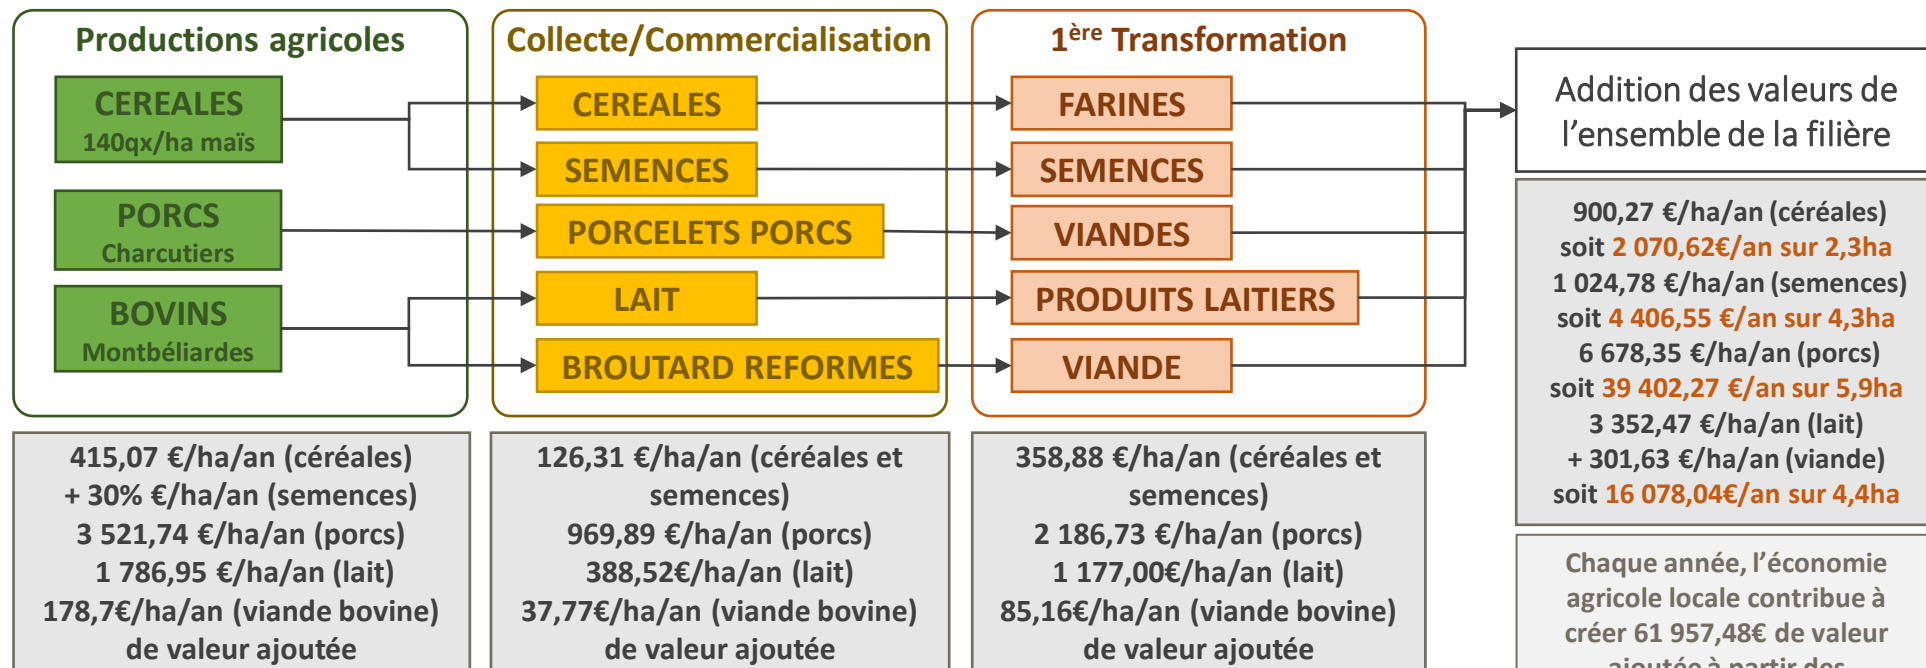 Productions agricoles
CEREALES
140qx/ha maïs
PORCS
Charcutiers
BOVINS
Montbéliardes
415,07 €/ha/an (céréales)
+ 30% €/ha/an (semences)
3 521,74 €/ha/an (porcs)
1 786,95 €/ha/an (lait)
178,7€/ha/an (viande bovine)
de valeur ajoutée
Collecte/Commercialisation
CEREALES
SEMENCES
PORCELETS PORCS
LAIT
BROUTARD REFORMES
126,31 €/ha/an (céréales et
semences)
969,89 €/ha/an (porcs)
388,52€/ha/an (lait)
37,77€/ha/an (viande bovine)
de valeur ajoutée
1ère Transformation
FARINES
SEMENCES
VIANDES
PRODUITS LAITIERS
VIANDE
358,88 €/ha/an (céréales et
semences)
2 186,73 €/ha/an (porcs)
1 177,00€/ha/an (lait)
85,16€/ha/an (viande bovine)
de valeur ajoutée
Addition des valeurs de
l’ensemble de la filière
900,27 €/ha/an (céréales)
soit 2 070,62€/an sur 2,3ha
1 024,78 €/ha/an (semences)
soit 4 406,55 €/an sur 4,3ha
6 678,35 €/ha/an (porcs)
soit 39 402,27 €/an sur 5,9ha
3 352,47 €/ha/an (lait)
+ 301,63 €/ha/an (viande)
soit 16 078,04€/an sur 4,4ha
Chaque année, l’économie
agricole locale contribue à
créer 61 957,48€ de valeur
ajoutée à partir des